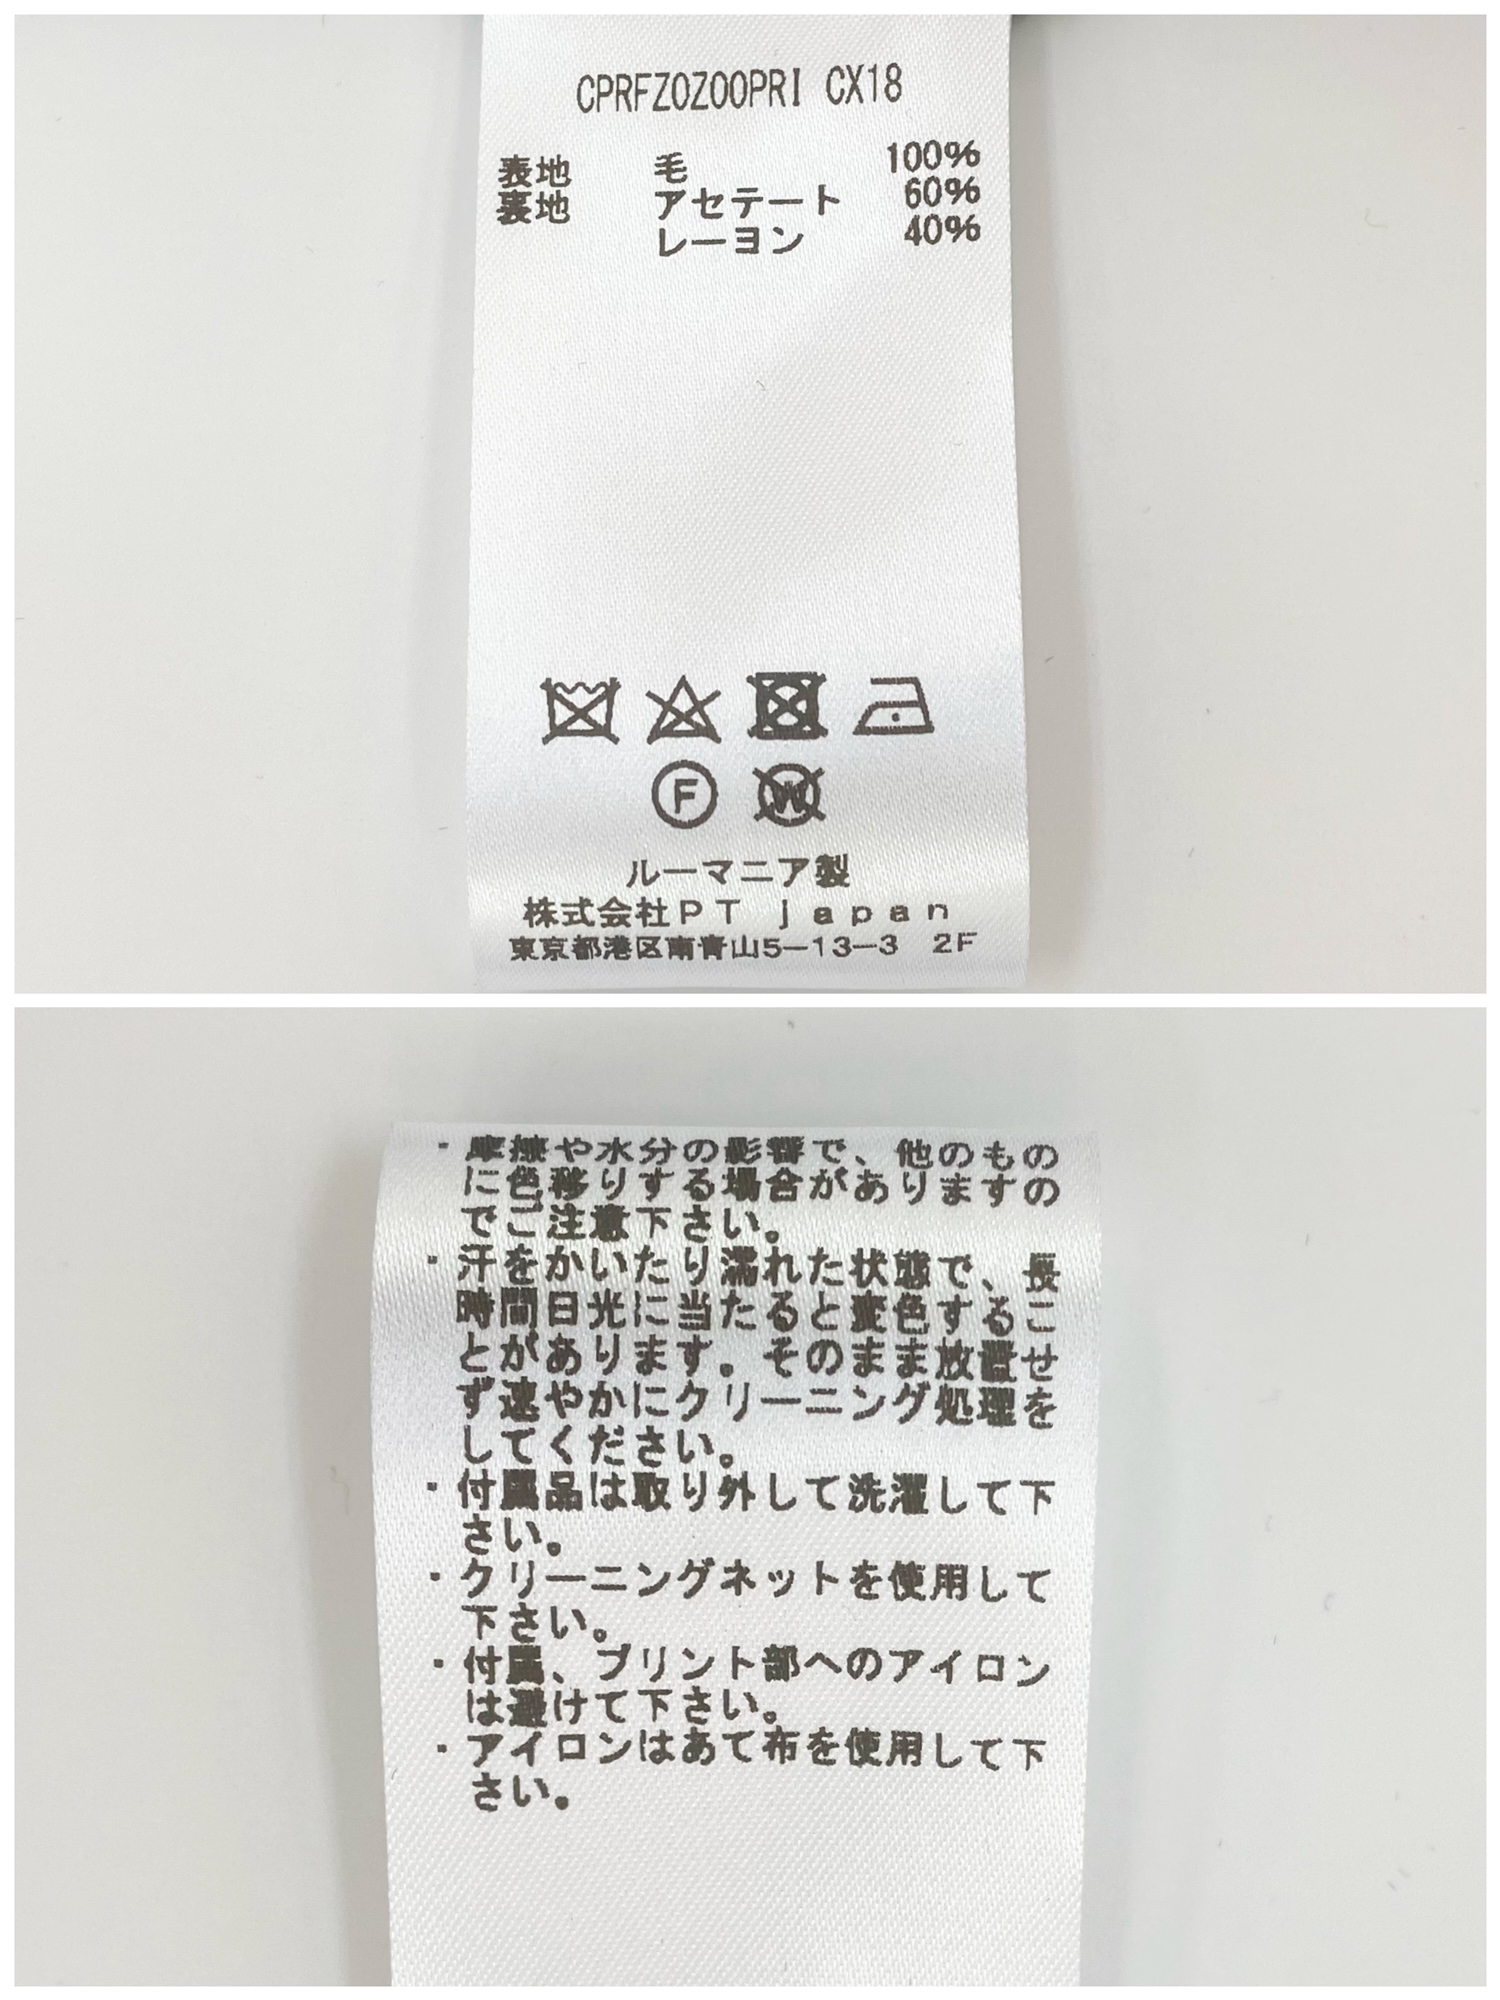 CPRFZ0Z00PRI CX18
表地 毛 100%
裏地 アセテート 60%
レーヨン 40%
F
W
ルーマニア製
株式会社PT japan
東京都港区南青山5-13-3 2F
・摩擦や水分の影響で、他のもの
に色移りする場合がありますの
でご注意下さい。
・汗をかいたり濡れた状態で、長
時間日光に当たると変色するこ
とがあります。そのまま放置せ
ず速やかにクリーニング処理を
してください。
・付属品は取り外して洗濯して下
さい。
・クリーニングネットを使用して
下さい。
・付属、プリント部へのアイロン
は避けて下さい。
・アイロンはあて布を使用して下
さい。